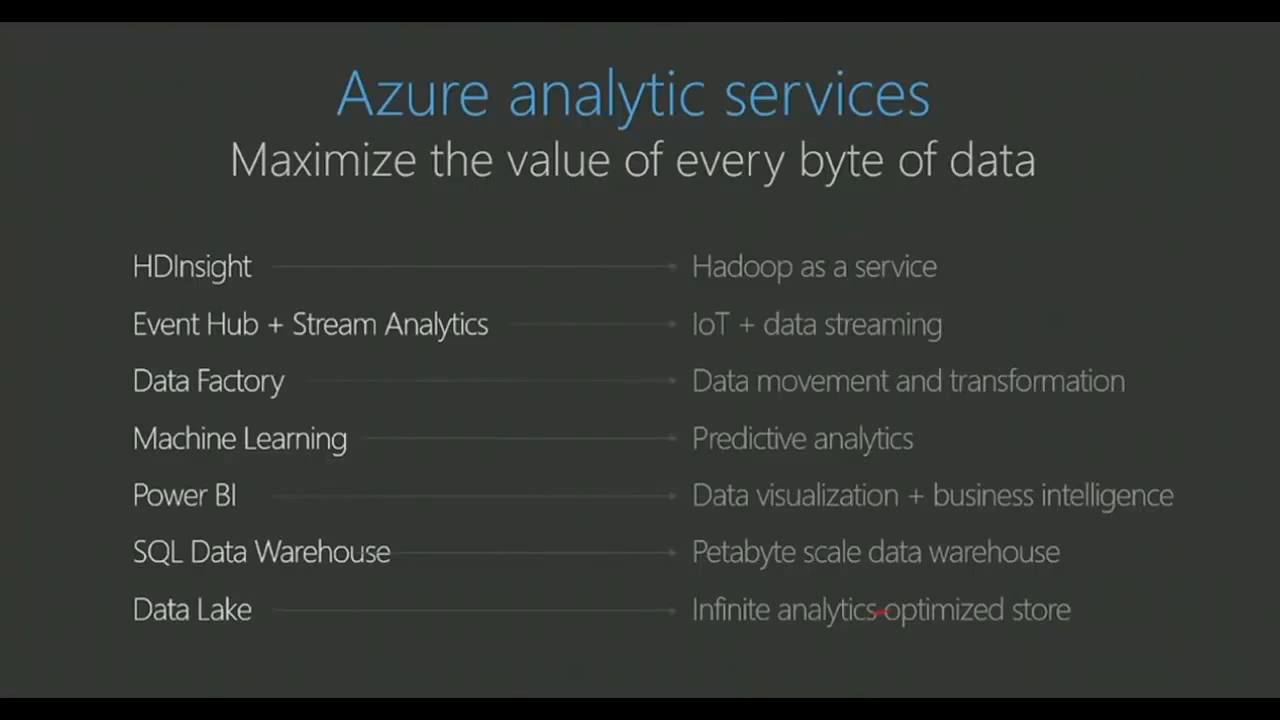 Azure analytic services
Maximize the value of every byte of data
HDInsight Hadoop as a service
Event Hub + Stream Analytics IoT + data streaming
Data Factory Data movement and transformation
Machine Learning Predictive analytics
Power BI Data visualization + business intelligence
SQL Data Warehouse Petabyte scale data warehouse
Data Lake Infinite analytics-optimized store